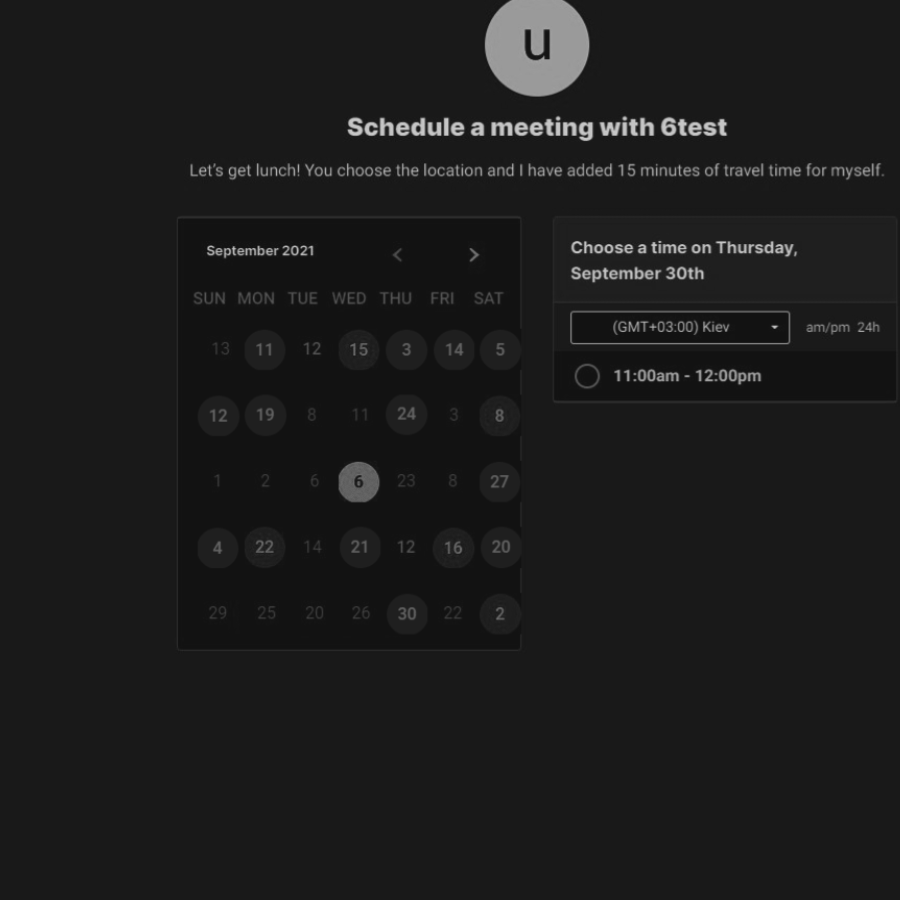 u
Schedule a meeting with 6test
Let's get lunch! You choose the location and I have added 15 minutes of travel time for myself.
September 2021
SUN MON TUE WED THU FRI SAT
13 11 12 15 3 14 5
12 19 8 11 24 3 8
1 2 6 6 23 8 27
4 22 14 21 12 16 20
29 25 20 26 30 22 2
Choose a time on Thursday,
September 30th
(GMT+03:00) Kiev am/pm 24h
11:00am - 12:00pm